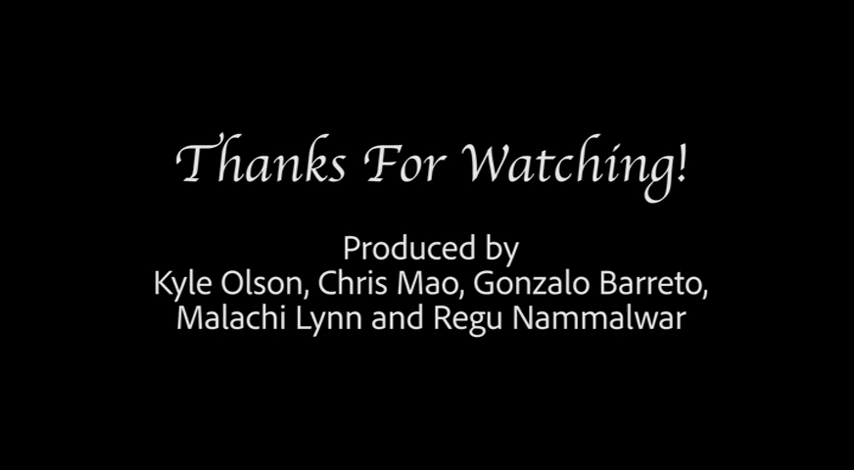 Thanks For Watching!
Produced by
Kyle Olson, Chris Mao, Gonzalo Barreto,
Malachi Lynn and Regu Nammalwar